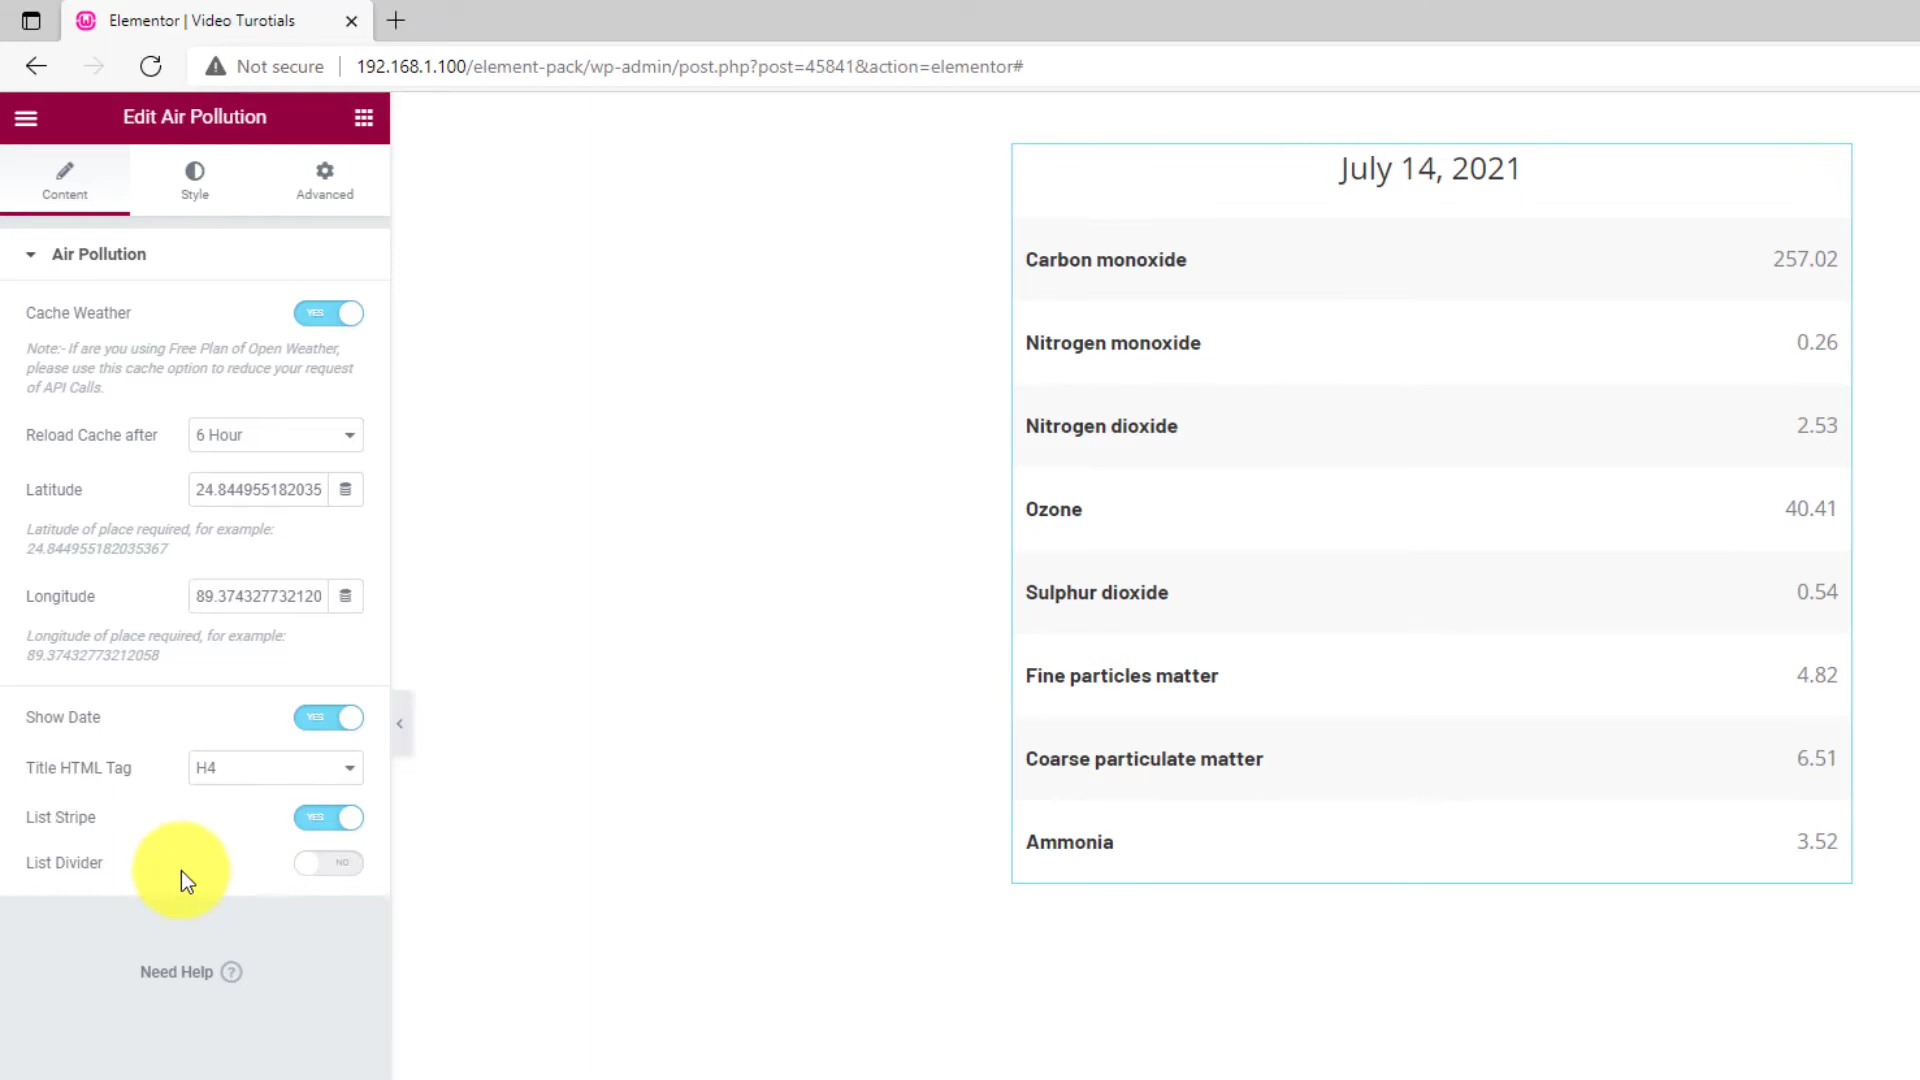 Elementor | Video Turotials
Not secure
192.168.1.100/element-pack/wp-admin/post.php?post=45841&action=elementor#
Edit Air Pollution
Content
Style
Advanced
Air Pollution
Cache Weather
YES
Note:- If are you using Free Plan of Open Weather,
please use this cache option to reduce your request
of API Calls.
Reload Cache after
6 Hour
Latitude
24.844955182035
Latitude of place required, for example:
24.844955182035367
Longitude
89.374327732120
Longitude of place required, for example:
89.37432773212058
Show Date
YES
Title HTML Tag
H4
List Stripe
YES
List Divider
NO
Need Help ?
July 14, 2021
Carbon monoxide 257.02
Nitrogen monoxide 0.26
Nitrogen dioxide 2.53
Ozone 40.41
Sulphur dioxide 0.54
Fine particles matter 4.82
Coarse particulate matter 6.51
Ammonia 3.52